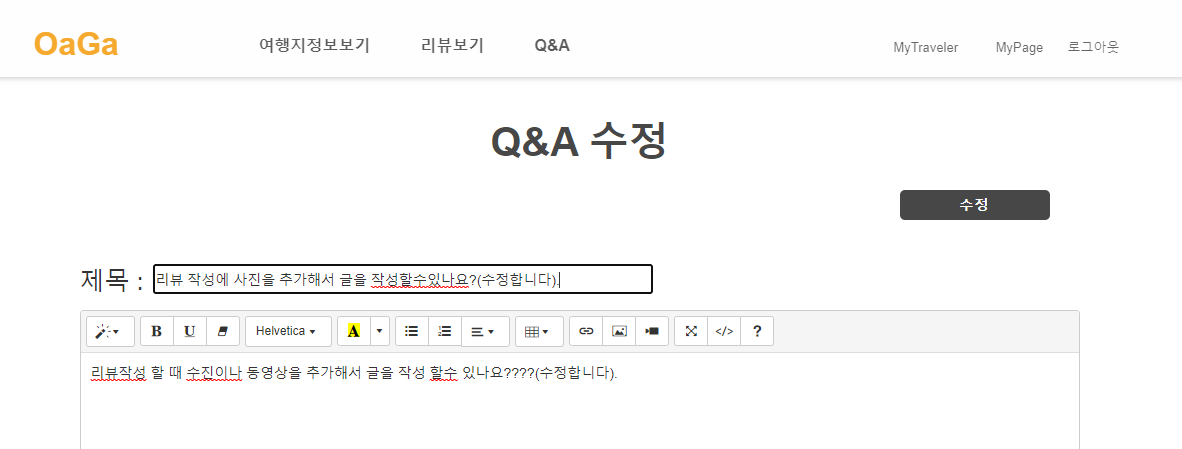 OaGa 여행지정보보기 리뷰보기 Q&A MyTraveler MyPage 로그아웃
Q&A 수정
수정
제목 : 리뷰 작성에 사진을 추가해서 글을 작성할수있나요?(수정합니다).
B U Helvetica A </> ?
리뷰작성 할 때 수진이나 동영상을 추가해서 글을 작성 할수 있나요????(수정합니다).